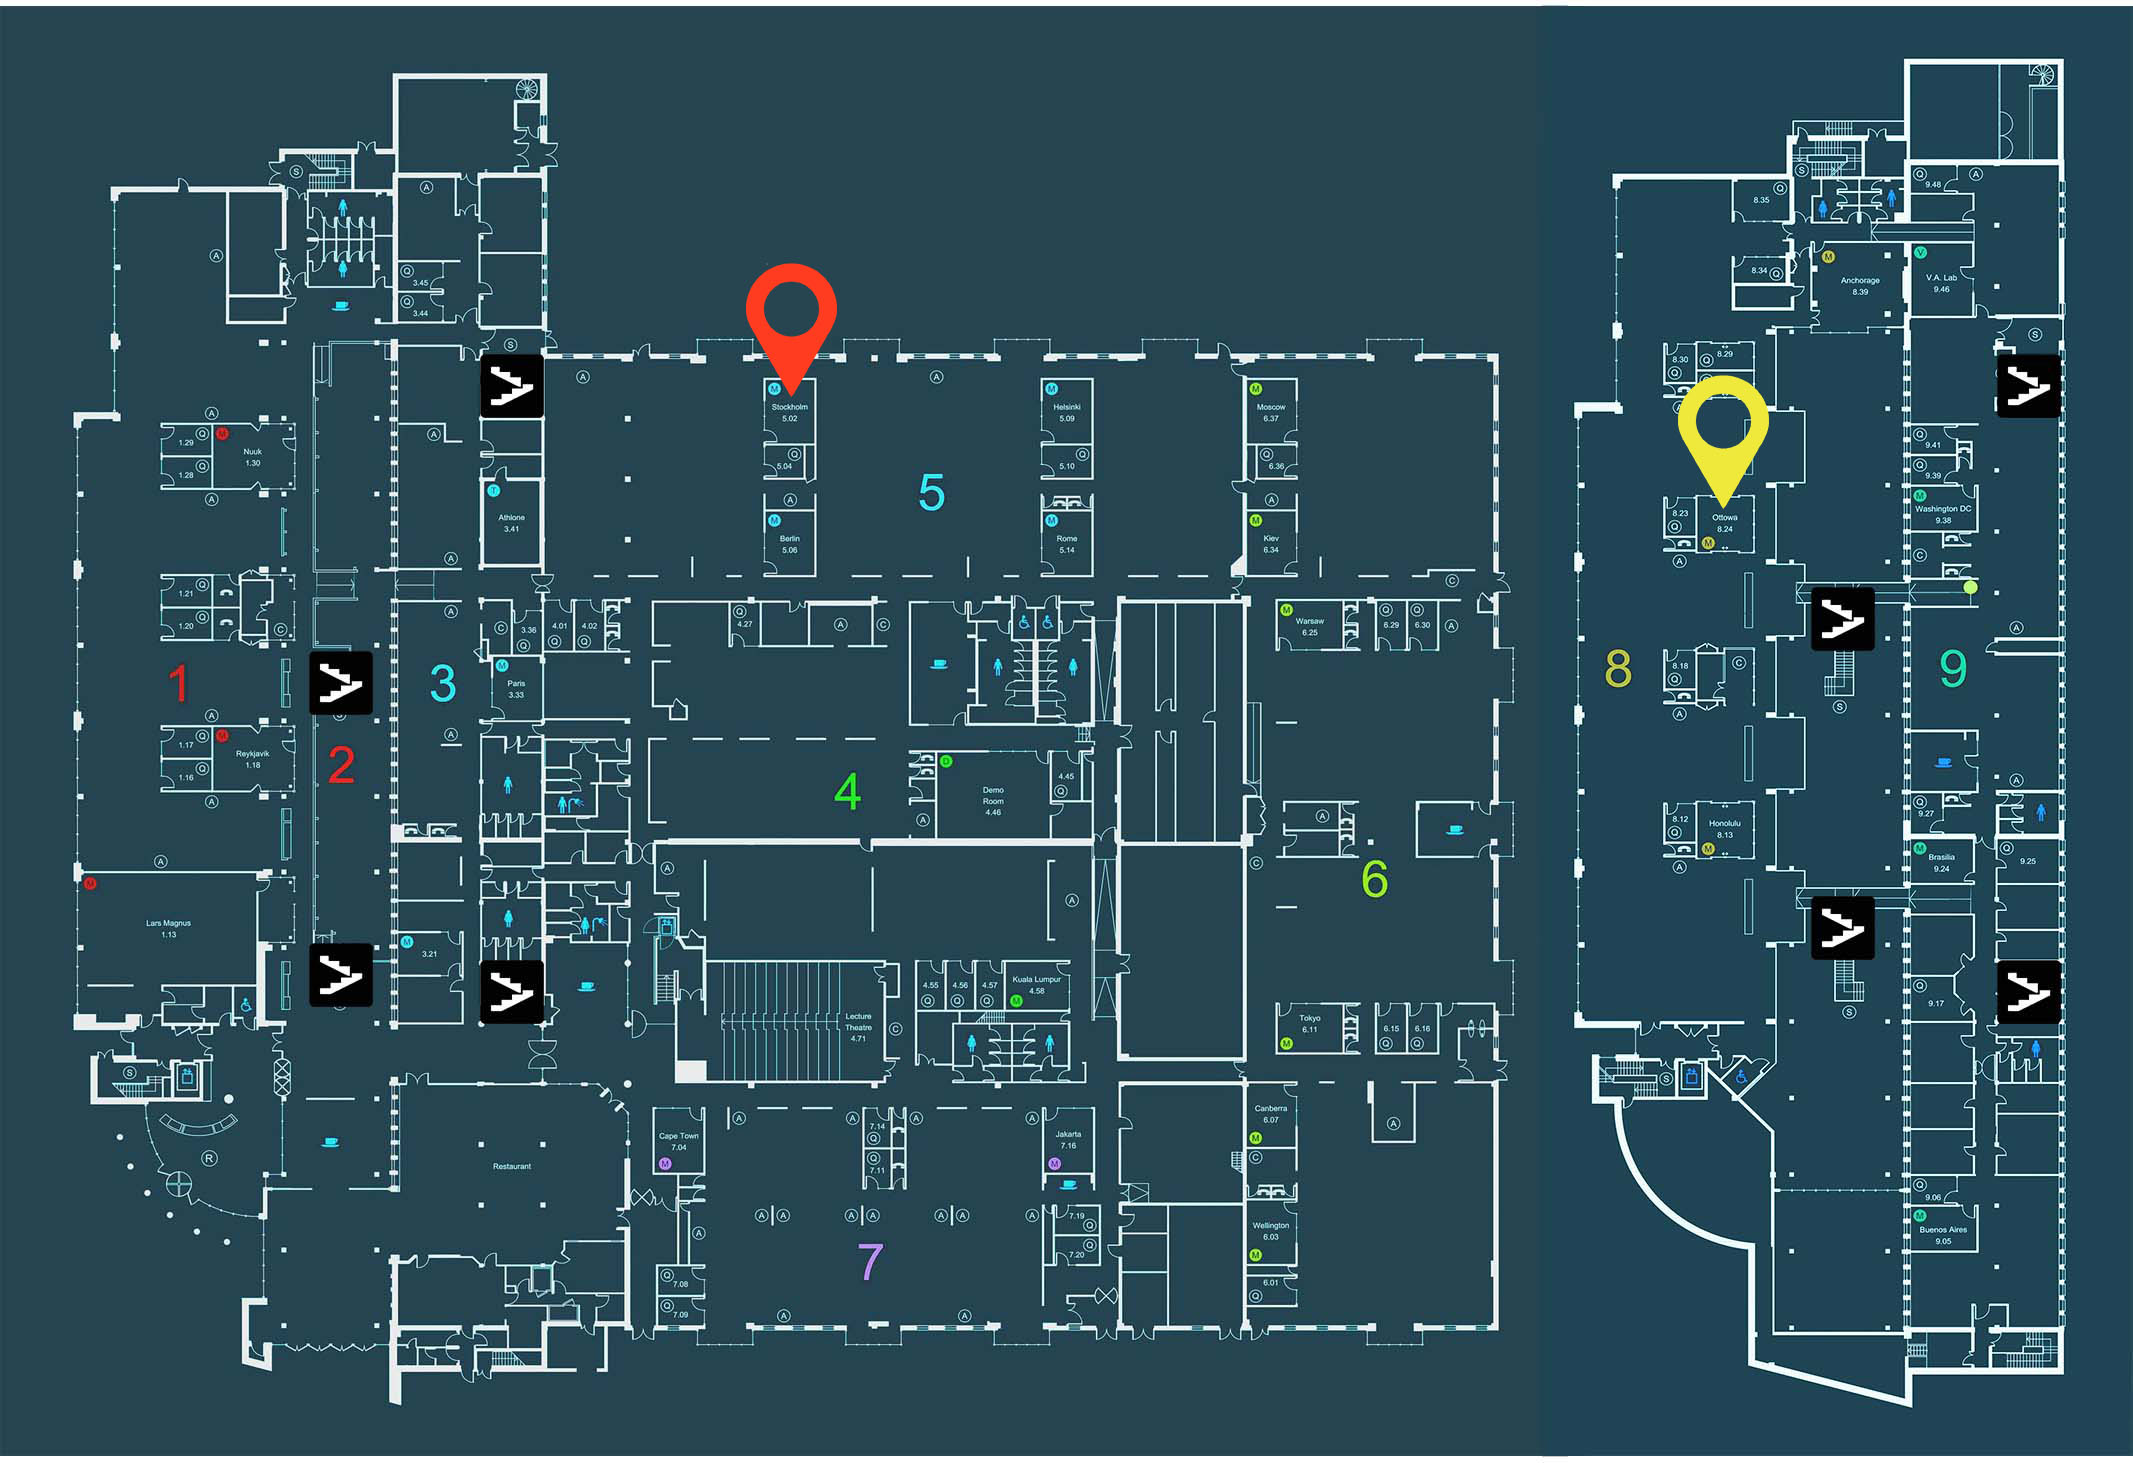 S
A
A
3.45
Q
3.44
Q
S
A
A
M
Stockholm
5.02
Q
5.04
A
M
Berlin
5.06
M
Helsinki
5.09
Q
5.10
M
Rome
5.14
5
M
Moscow
6.37
Q
6.36
A
M
Kiev
6.34
A
1.29
Q
M
Nuuk
1.30
1.28
Q
A
A
T
Athlone
3.41
A
1.21
Q
1.20
Q
C
1
A
1.17
Q
M
Reykjavik
1.18
1.16
Q
A
2
A
3
A
C
3.36
Q
4.01
Q
4.02
Q
M
Paris
3.33
Q
4.27
A
C
4
D
Demo
Room
4.46
4.45
Q
A
C
M
Warsaw
6.25
Q
6.29
Q
6.30
A
A
C
6
A
M
Lars Magnus
1.13
M
3.21
A
A
4.55
Q
4.56
Q
4.57
Q
Kuala Lumpur
4.58
M
Lecture
Theatre
4.71
C
Tokyo
6.11
M
6.15
Q
6.16
Q
S
R
Restaurant
Cape Town
7.04
M
A
A
7.14
Q
Q
7.11
A
A
Jakarta
7.16
M
A
A
A
A
A
A
A
A
7.19
Q
Q
7.20
7
Q
7.08
Q
7.09
A
A
Canberra
6.07
M
C
Wellington
6.03
M
6.01
Q
A
S
Q
8.35
8.34
Q
M
Anchorage
8.39
Q
9.48
A
V
V.A. Lab
9.46
S
8.30
Q
8.29
Q
8.23
Q
Ottowa
8.24
M
A
Q
9.41
Q
9.39
M
Washington DC
9.38
C
A
8
8.18
Q
C
A
S
9
8.12
Q
Honolulu
8.13
M
A
A
Q
9.27
M
Brasilia
9.24
Q
9.25
Q
9.17
S
S
Q
9.06
M
Buenos Aires
9.05